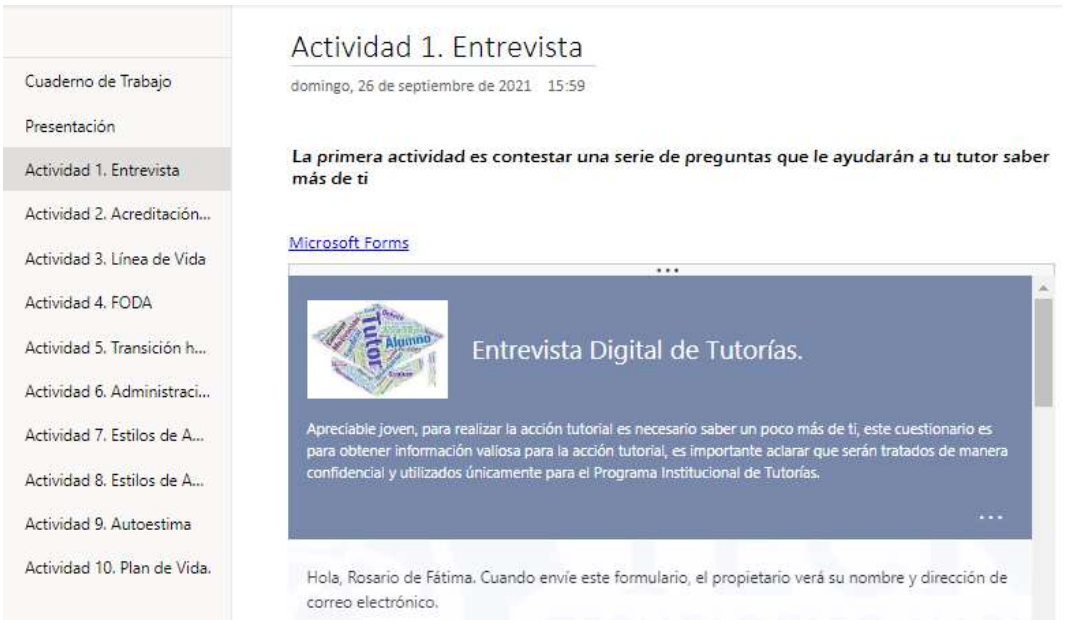 Cuaderno de Trabajo
Presentación
Actividad 1. Entrevista
Actividad 2. Acreditación...
Actividad 3. Línea de Vida
Actividad 4. FODA
Actividad 5. Transición h...
Actividad 6. Administraci...
Actividad 7. Estilos de A...
Actividad 8. Estilos de A...
Actividad 9. Autoestima
Actividad 10. Plan de Vida.
Actividad 1. Entrevista
domingo, 26 de septiembre de 2021 15:59
La primera actividad es contestar una serie de preguntas que le ayudarán a tu tutor saber
más de ti
Microsoft Forms
Tutor
Alumno
Entrevista Digital de Tutorías.
Apreciable joven, para realizar la acción tutorial es necesario saber un poco más de ti, este cuestionario es
para obtener información valiosa para la acción tutorial, es importante aclarar que serán tratados de manera
confidencial y utilizados únicamente para el Programa Institucional de Tutorías.
Hola, Rosario de Fátima. Cuando envíe este formulario, el propietario verá su nombre y dirección de
correo electrónico.